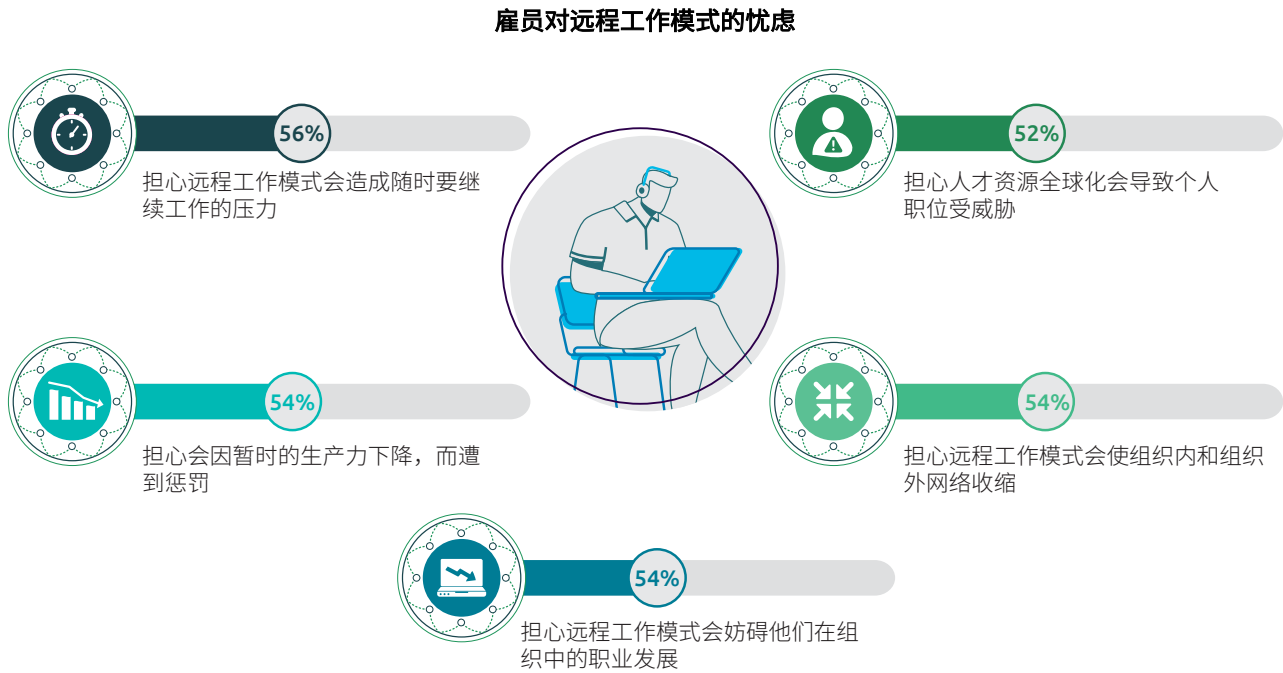 雇员对远程工作模式的忧虑
56%
担心远程工作模式会造成随时要继
续工作的压力
52%
担心人才资源全球化会导致个人
职位受威胁
54%
担心会因暂时的生产力下降，而遭
到惩罚
54%
担心远程工作模式会使组织内和组织
外网络收缩
54%
担心远程工作模式会妨碍他们在组
织中的职业发展